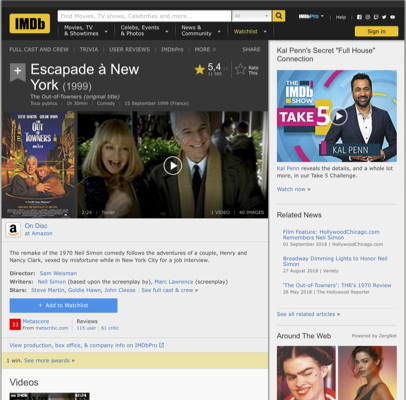 IMDb
Find Movies, TV shows, Celebrities and more...
All
Movies, TV & Showtimes
Celebs, Events & Photos
News & Community
Watchlist
IMDbPro
Help
Sign in
FULL CAST AND CREW | TRIVIA | USER REVIEWS | IMDbPro | MORE
SHARE
Escapade à New
York (1999)
5,4
Rate
This
The Out-of-Towners (original title)
Tous publics | 1h 30min | Comedy | 15 September 1999 (France)
STEVE MARTIN GOLDIE HAWN
THE
OUT OF
TOWNERS
2:24 | Trailer
1 VIDEO | 40 IMAGES
On Disc
at Amazon
The remake of the 1970 Neil Simon comedy follows the adventures of a couple, Henry and
Nancy Clark, vexed by misfortune while in New York City for a job interview.
Director: Sam Weisman
Writers: Neil Simon (based upon the screenplay by), Marc Lawrence (screenplay)
Stars: Steve Martin, Goldie Hawn, John Cleese | See full cast & crew »
+ Add to Watchlist
33
Metascore
From metacritic.com
Reviews
115 user | 61 critic
View production, box office, & company info on IMDbPro
1 win. See more awards »
Videos
Kal Penn's Secret "Full House"
Connection
THE
IMDb
SHOW
TAKE 5
KAL PENN
Kal Penn reveals the details, and a whole lot
more, in our Take 5 Challenge.
Watch now »
Related News
Film Feature: HollywoodChicago.com
Remembers Neil Simon
01 September 2018 | HollywoodChicago.com
Broadway Dimming Lights to Honor Neil
Simon
27 August 2018 | Variety
'The Out-of-Towners': THR's 1970 Review
28 May 2018 | The Hollywood Reporter
See all related articles »
Around The Web
Powered by ZergNet